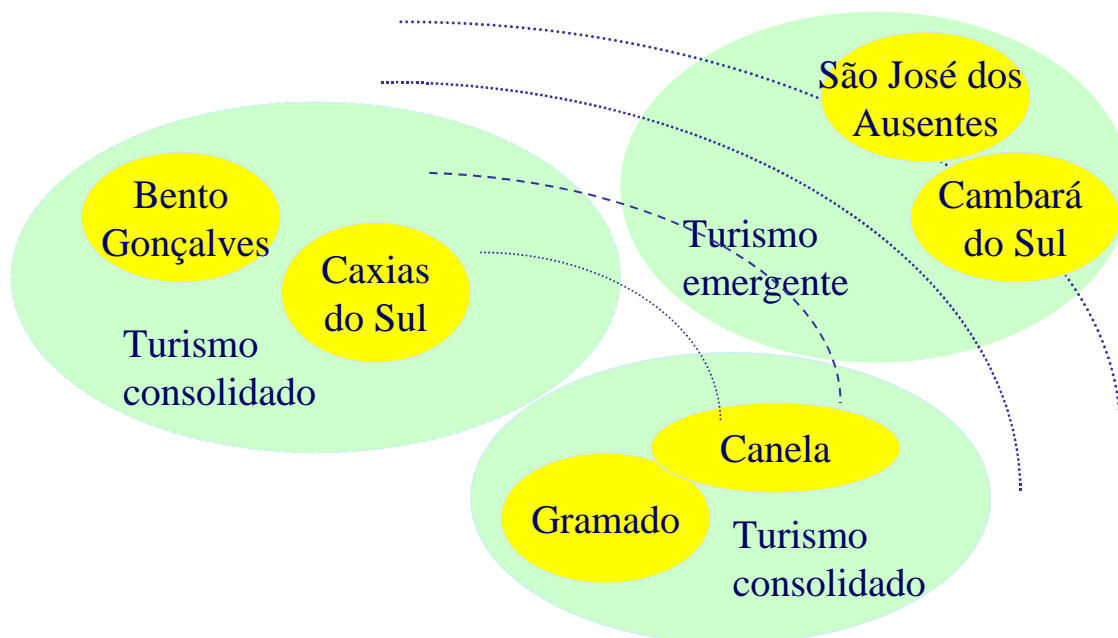 São José dos
Ausentes
Bento
Gonçalves
Cambará
do Sul
Turismo
emergente
Caxias
do Sul
Turismo
consolidado
Canela
Gramado
Turismo
consolidado